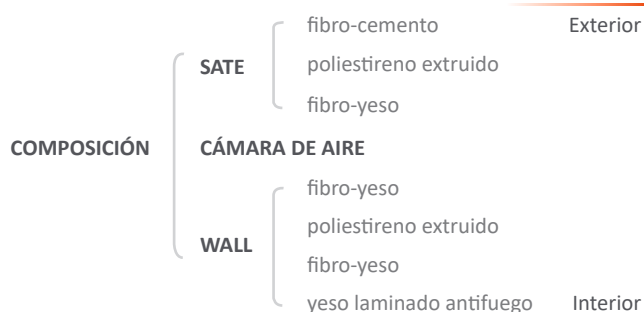 fibro-cemento Exterior
SATE poliestireno extruido
fibro-yeso
COMPOSICIÓN CÁMARA DE AIRE
fibro-yeso
poliestireno extruido
WALL
fibro-yeso
yeso laminado antifuego Interior